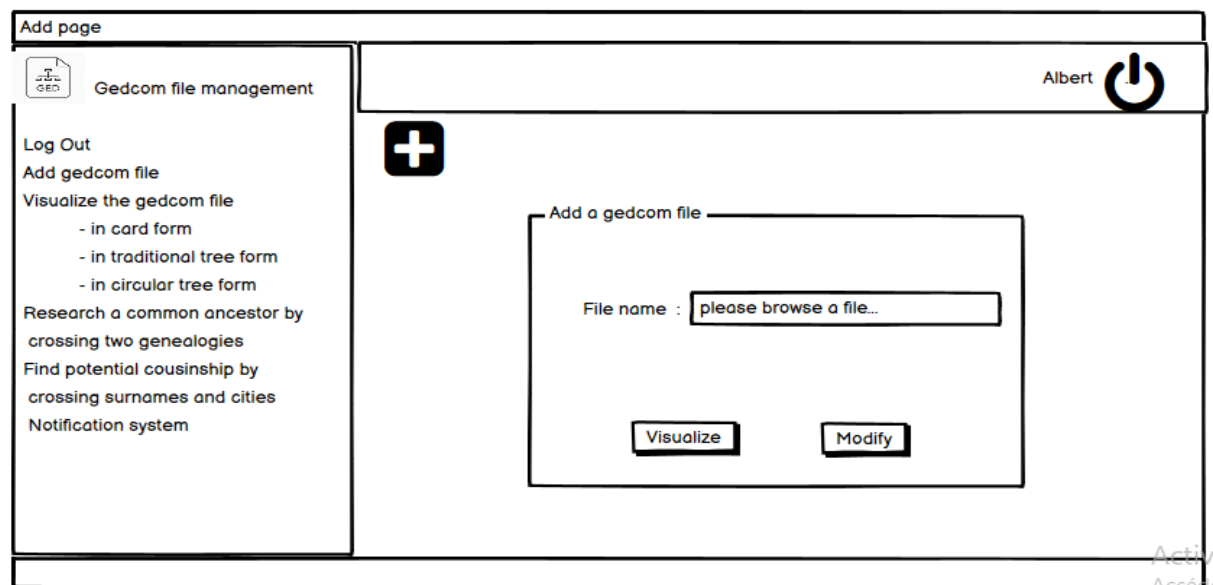 Add page
GED
Gedcom file management
Albert
Log Out
Add gedcom file
Visualize the gedcom file
- in card form
- in traditional tree form
- in circular tree form
Research a common ancestor by
crossing two genealogies
Find potential cousinship by
crossing surnames and cities
Notification system
Add a gedcom file
File name : please browse a file...
Visualize Modify